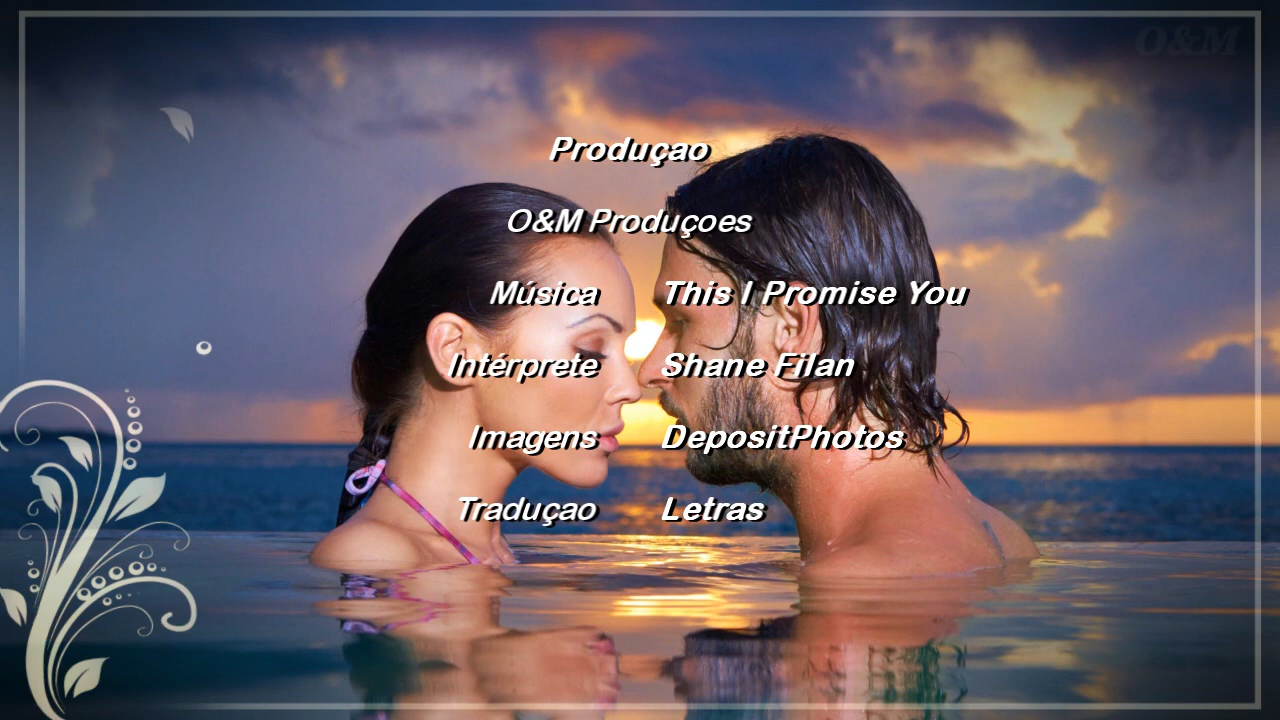 O&M
Produçao
O&M Produçoes
Música This I Promise You
Intérprete Shane Filan
Imagens DepositPhotos
Traduçao Letras